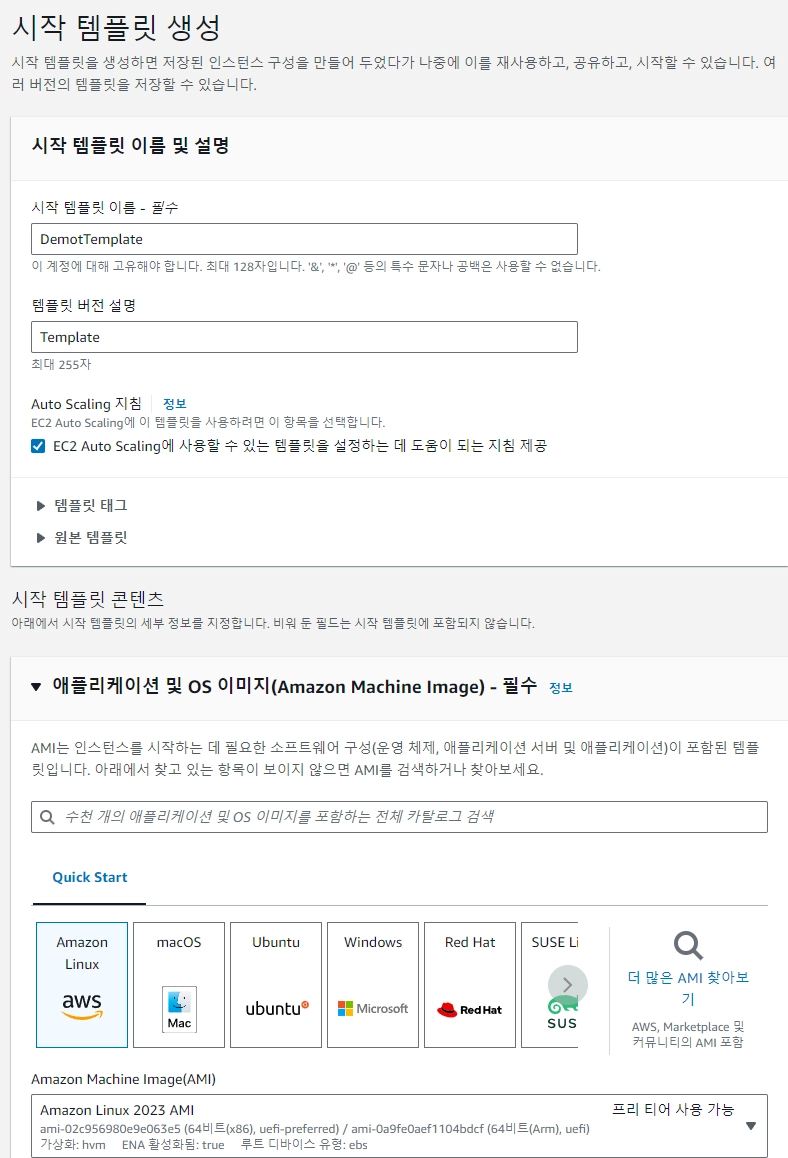 시작 템플릿 생성
시작 템플릿을 생성하면 저장된 인스턴스 구성을 만들어 두었다가 나중에 이를 재사용하고, 공유하고, 시작할 수 있습니다. 여
러 버전의 템플릿을 저장할 수 있습니다.
시작 템플릿 이름 및 설명
시작 템플릿 이름 - 필수
DemotTemplate
이 계정에 대해 고유해야 합니다. 최대 128자입니다. '&', '*', '@' 등의 특수 문자나 공백은 사용할 수 없습니다.
템플릿 버전 설명
Template
최대 255자
Auto Scaling 지침 정보
EC2 Auto Scaling에 이 템플릿을 사용하려면 이 항목을 선택합니다.
EC2 Auto Scaling에 사용할 수 있는 템플릿을 설정하는 데 도움이 되는 지침 제공
템플릿 태그
원본 템플릿
시작 템플릿 콘텐츠
아래에서 시작 템플릿의 세부 정보를 지정합니다. 비워 둔 필드는 시작 템플릿에 포함되지 않습니다.
애플리케이션 및 OS 이미지(Amazon Machine Image) - 필수 정보
AMI는 인스턴스를 시작하는 데 필요한 소프트웨어 구성(운영 체제, 애플리케이션 서버 및 애플리케이션)이 포함된 템플
릿입니다. 아래에서 찾고 있는 항목이 보이지 않으면 AMI를 검색하거나 찾아보세요.
수천 개의 애플리케이션 및 OS 이미지를 포함하는 전체 카탈로그 검색
Quick Start
Amazon
Linux
aws
macOS
Mac
Ubuntu
ubuntu
Windows
Microsoft
Red Hat
Red Hat
SUSE Li
SUS
더 많은 AMI 찾아보
기
AWS, Marketplace 및
커뮤니티의 AMI 포함
Amazon Machine Image(AMI)
Amazon Linux 2023 AMI 프리 티어 사용 가능
ami-02c956980e9e063e5 (64비트(x86), uefi-preferred) / ami-0a9fe0aef1104bdcf (64비트(Arm), uefi)
가상화: hvm ENA 활성화됨: true 루트 디바이스 유형: ebs